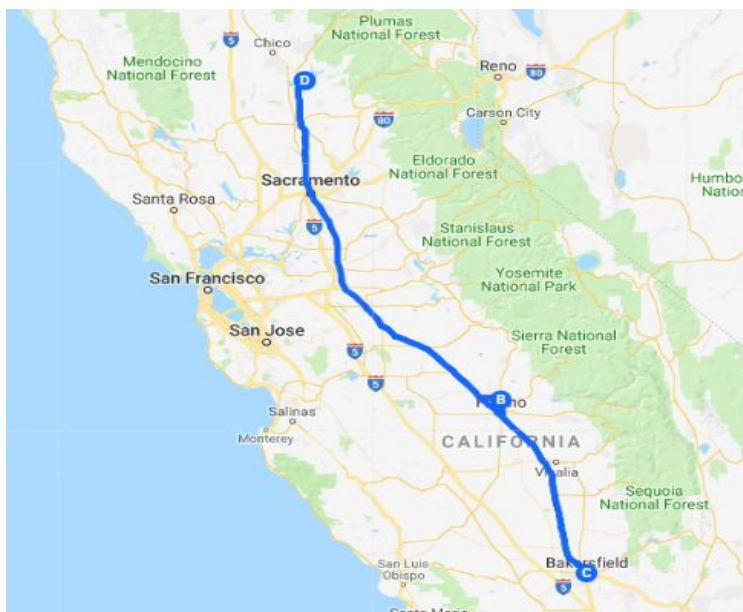 Plumas
National Forest
Chico
5
Mendocino
National Forest
D
Reno
80
Carson City
80
Eldorado
National Forest
Sacramento
Santa Rosa
5
Stanislaus
National Forest
San Francisco
Yosemite
National Park
San Jose
5
Sierra National
Forest
5
B
Salinas
Monterey
CALIFORNIA
Visalia
Sequoia
National Forest
San Luis
Obispo
Bakersfield
C
5